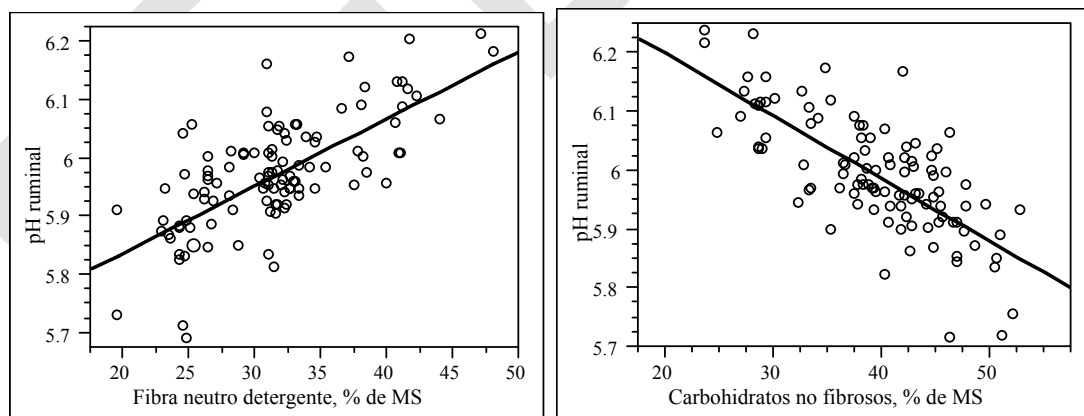 6.2
6.1
6
5.9
5.8
5.7
pH ruminal
20 25 30 35 40 45 50
Fibra neutro detergente, % de MS
6.2
6.1
6
5.9
5.8
5.7
pH ruminal
20 30 40 50
Carbohidratos no fibrosos, % de MS